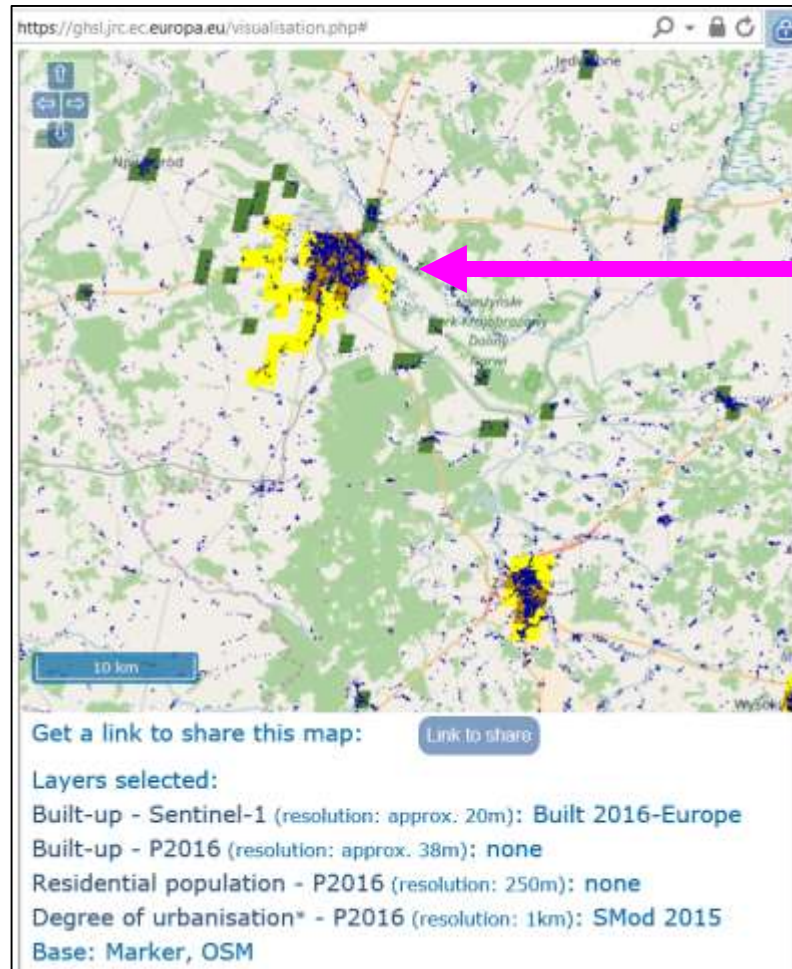 https://ghsl.jrc.ec.europa.eu/visualisation.php#
10 km
Get a link to share this map:
Link to share
Layers selected:
Built-up - Sentinel-1 (resolution: approx. 20m): Built 2016-Europe
Built-up - P2016 (resolution: approx. 38m): none
Residential population - P2016 (resolution: 250m): none
Degree of urbanisation* - P2016 (resolution: 1km): SMod 2015
Base: Marker, OSM